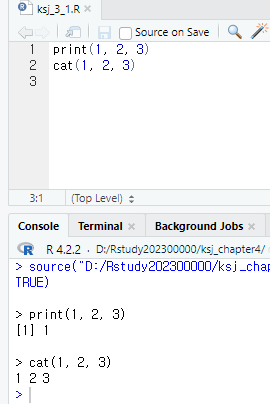 ksj_3_1.R
Source on Save
1 print(1, 2, 3)
2 cat(1, 2, 3)
3
3:1 (Top Level)
Console Terminal Background Jobs
R 4.2.2 · D:/Rstudy202300000/ksj_chapter4/
> source("D:/Rstudy202300000/ksj_chap
TRUE)
> print(1, 2, 3)
[1] 1
> cat(1, 2, 3)
1 2 3
>